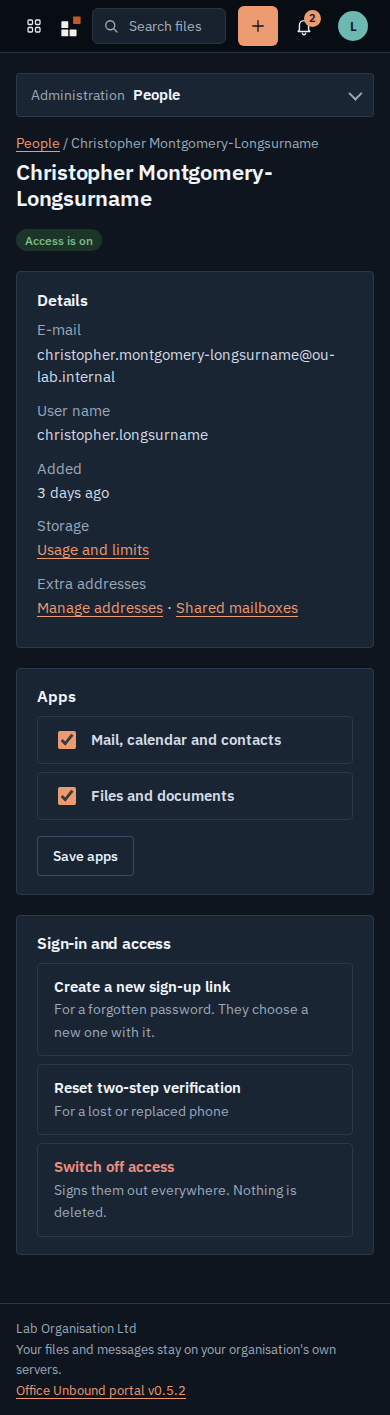 Search files
2
L
Administration People
People / Christopher Montgomery-Longsurname
Christopher Montgomery-
Longsurname
Access is on
Details
E-mail
christopher.montgomery-longsurname@ou-
lab.internal
User name
christopher.longsurname
Added
3 days ago
Storage
Usage and limits
Extra addresses
Manage addresses · Shared mailboxes
Apps
Mail, calendar and contacts
Files and documents
Save apps
Sign-in and access
Create a new sign-up link
For a forgotten password. They choose a
new one with it.
Reset two-step verification
For a lost or replaced phone
Switch off access
Signs them out everywhere. Nothing is
deleted.
Lab Organisation Ltd
Your files and messages stay on your organisation's own
servers.
Office Unbound portal v0.5.2